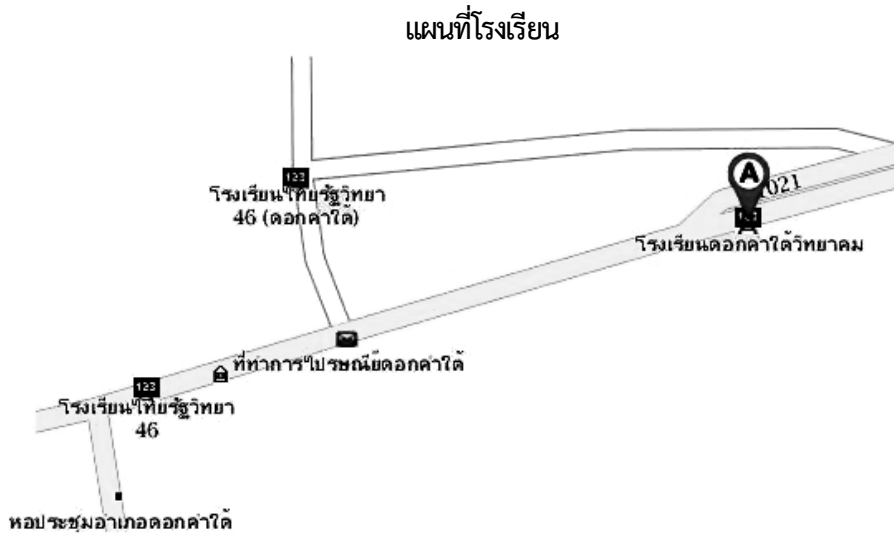 แผนที่โรงเรียน
123
โรงเรียนไทยรัฐวิทยา
46 (ดอกคำใต้)
A
1021
โรงเรียนดอกคำใต้วิทยาคม
ที่ทำการไปรษณีย์ดอกคำใต้
123
โรงเรียนไทยรัฐวิทยา
46
หอประชุมอำเภอดอกคำใต้